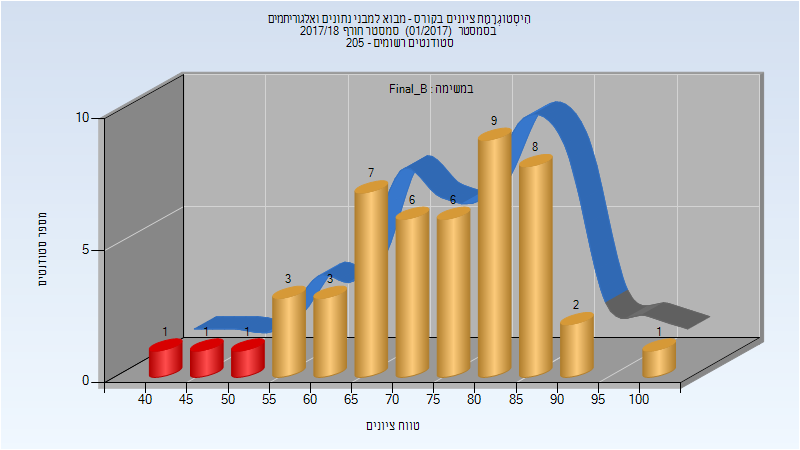 היסטוגרמת ציונים בקורס - מבוא למבני נתונים ואלגוריתמים
בסמסטר (01/2017) סמסטר חורף 2017/18
סטודנטים רשומים - 205
במשימה : Final_B
מספר סטודנטים
10
5
0
1
1
1
3
3
7
6
6
9
8
2
1
40 45 50 55 60 65 70 75 80 85 90 95 100
טווח ציונים